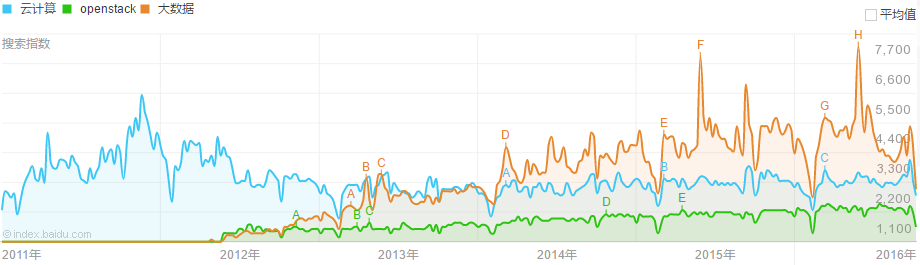 云计算 openstack 大数据
平均值
搜索指数
7,700
6,600
5,500
4,400
3,300
2,200
1,100
H
F
G
E
D
B
C
A
A
B
C
A
B
C
D
E
A
© index.baidu.com
2011年 2012年 2013年 2014年 2015年 2016年